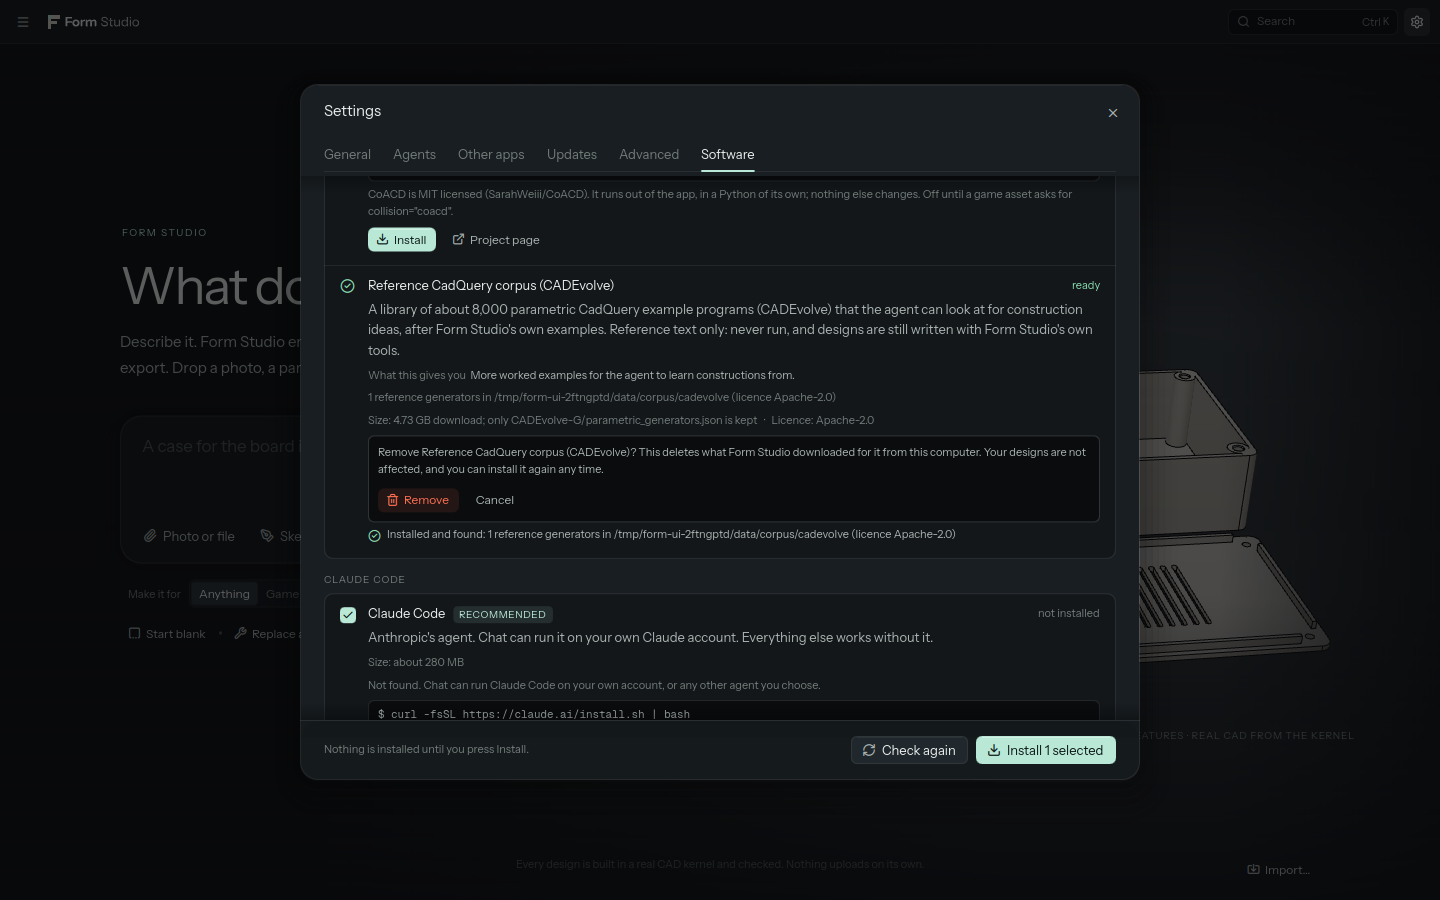 Form Studio
Search Ctrl K
Settings
General Agents Other apps Updates Advanced Software
CoACD is MIT licensed (SarahWeiii/CoACD). It runs out of the app, in a Python of its own; nothing else changes. Off until a game asset asks for
collision="coacd".
Install Project page
Reference CadQuery corpus (CADEvolve) ready
A library of about 8,000 parametric CadQuery example programs (CADEvolve) that the agent can look at for construction
ideas, after Form Studio's own examples. Reference text only: never run, and designs are still written with Form Studio's own
tools.
What this gives you More worked examples for the agent to learn constructions from.
1 reference generators in /tmp/form-ui-2ftngptd/data/corpus/cadevolve (licence Apache-2.0)
Size: 4.73 GB download; only CADEvolve-G/parametric_generators.json is kept · Licence: Apache-2.0
Remove Reference CadQuery corpus (CADEvolve)? This deletes what Form Studio downloaded for it from this computer. Your designs are not
affected, and you can install it again any time.
Remove Cancel
Installed and found: 1 reference generators in /tmp/form-ui-2ftngptd/data/corpus/cadevolve (licence Apache-2.0)
CLAUDE CODE
Claude Code RECOMMENDED not installed
Anthropic's agent. Chat can run it on your own Claude account. Everything else works without it.
Size: about 280 MB
Not found. Chat can run Claude Code on your own account, or any other agent you choose.
$ curl -fsSL https://claude.ai/install.sh | bash
Nothing is installed until you press Install. Check again Install 1 selected
FORM STUDIO
What do
Describe it. Form Studio
export. Drop a photo, a
A case for the board
Photo or file
Make it for Anything Game
Start blank Replace
REAL CAD FROM THE KERNEL
Every design is built in a real CAD kernel and checked. Nothing uploads on its own.
Import...